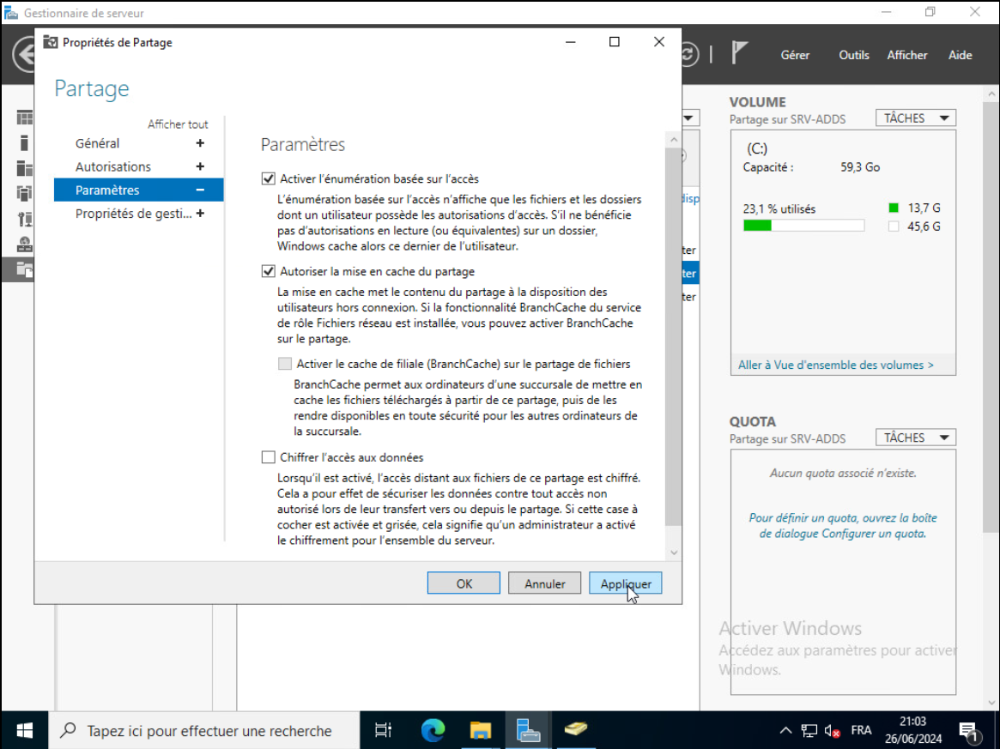 Gestionnaire de serveur
Propriétés de Partage
Gérer
Outils
Afficher
Aide
Partage
Afficher tout
Général
Autorisations
Paramètres
Propriétés de gesti...
Paramètres
Activer l'énumération basée sur l'accès
L'énumération basée sur l'accès n'affiche que les fichiers et les dossiers
dont un utilisateur possède les autorisations d'accès. S'il ne bénéficie
pas d'autorisations en lecture (ou équivalentes) sur un dossier,
Windows cache alors ce dernier de l'utilisateur.
Autoriser la mise en cache du partage
La mise en cache met le contenu du partage à la disposition des
utilisateurs hors connexion. Si la fonctionnalité BranchCache du service
de rôle Fichiers réseau est installée, vous pouvez activer BranchCache
sur le partage.
Activer le cache de filiale (BranchCache) sur le partage de fichiers
BranchCache permet aux ordinateurs d'une succursale de mettre en
cache les fichiers téléchargés à partir de ce partage, puis de les
rendre disponibles en toute sécurité pour les autres ordinateurs de
la succursale.
Chiffrer l'accès aux données
Lorsqu'il est activé, l'accès distant aux fichiers de ce partage est chiffré.
Cela a pour effet de sécuriser les données contre tout accès non
autorisé lors de leur transfert vers ou depuis le partage. Si cette case à
cocher est activée et grisée, cela signifie qu'un administrateur a activé
le chiffrement pour l'ensemble du serveur.
OK
Annuler
Appliquer
disp
ter
ter
ter
VOLUME
Partage sur SRV-ADDS
TÂCHES
(C:)
Capacité :
59,3 Go
23,1 % utilisés
13,7 G
45,6 G
Aller à Vue d'ensemble des volumes >
QUOTA
Partage sur SRV-ADDS
TÂCHES
Aucun quota associé n'existe.
Pour définir un quota, ouvrez la boîte
de dialogue Configurer un quota.
Activer Windows
Accédez aux paramètres pour activer
Windows.
Tapez ici pour effectuer une recherche
FRA
21:03
26/06/2024
1